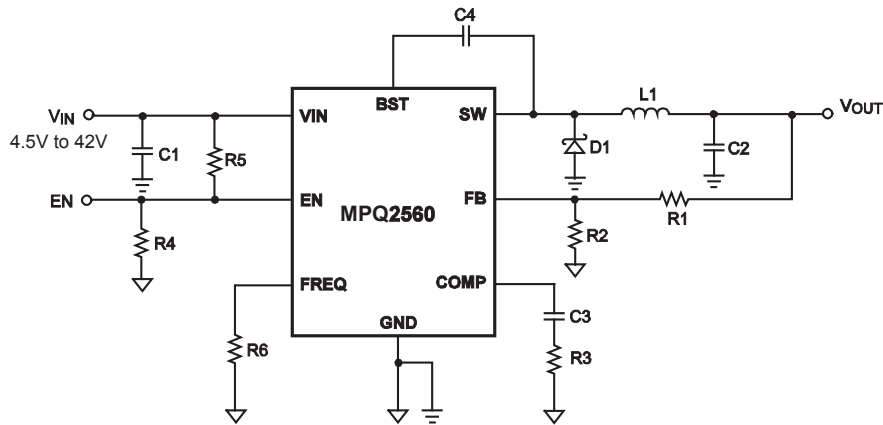 C4
BST
VIN 4.5V to 42V
C1
R5
VIN
SW
L1
VOUT
D1
C2
EN
EN
MPQ2560
FB
R1
R4
R2
FREQ
COMP
GND
C3
R6
R3